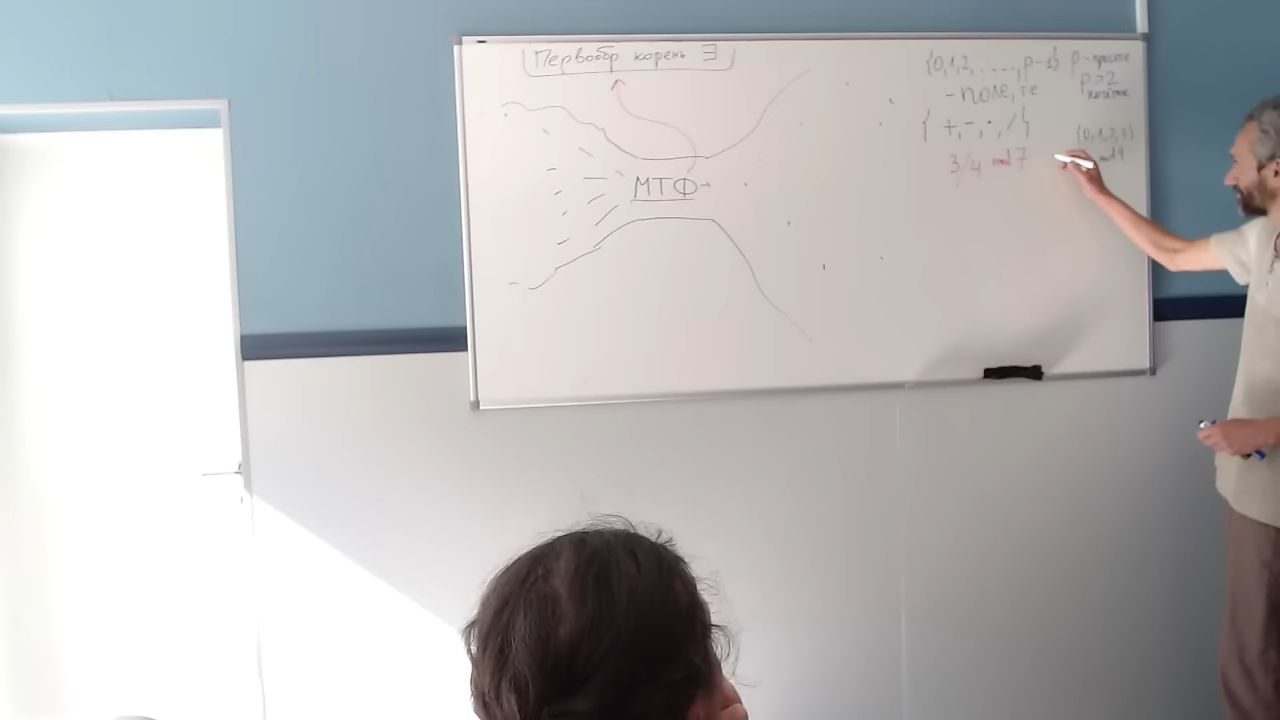 Первообр корень ∃
МТФ
{0,1,2,.....,p-1} p-простое
p>2
-поле, те
{ +,-,·,/ }
{0,1,2,3}
mod 4
3/4 mod 7